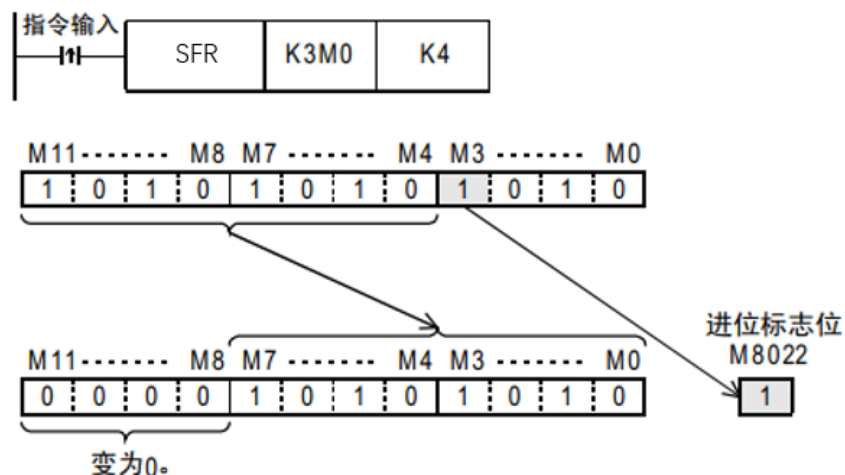 指令输入
SFR K3M0 K4
M11------- M8 M7 ------- M4 M3 ------- M0
1 0 1 0 1 0 1 0 1 0 1 0
进位标志位
M8022
M11------- M8 M7 ------- M4 M3 ------- M0
0 0 0 0 1 0 1 0 1 0 1 0 1
变为0。